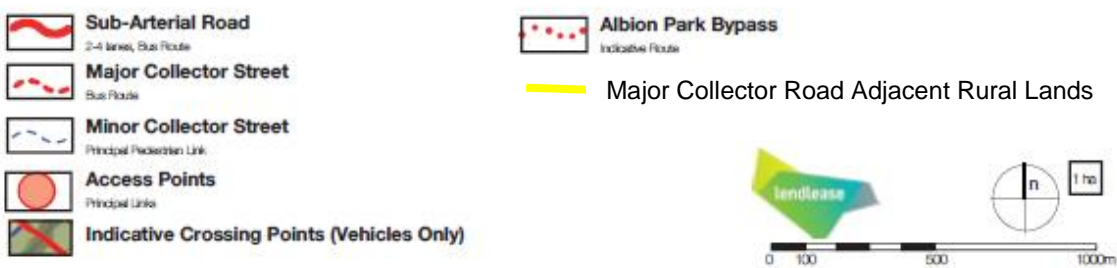 Sub-Arterial Road
2-4 lanes, Bus Route
Major Collector Street
Bus Route
Minor Collector Street
Principal Pedestrian Link
Access Points
Principal Links
Indicative Crossing Points (Vehicles Only)
Albion Park Bypass
Indicative Route
Major Collector Road Adjacent Rural Lands
lendlease
n
1 ha
0 100 500 1000m